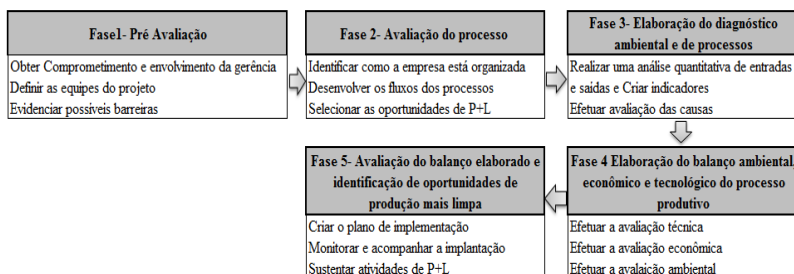 Fase1- Pré Avaliação
Obter Comprometimento e envolvimento da gerência
Definir as equipes do projeto
Evidenciar possíveis barreiras
Fase 2- Avaliação do processo
Identificar como a empresa está organizada
Desenvolver os fluxos dos processos
Selecionar as oportunidades de P+L
Fase 3- Elaboração do diagnóstico
ambiental e de processos
Realizar uma análise quantitativa de entradas
e saídas e Criar indicadores
Efetuar avaliação das causas
Fase 4 Elaboração do balanço ambiental,
econômico e tecnológico do processo
produtivo
Efetuar a avaliação técnica
Efetuar a avaliação econômica
Efetuar a avalaição ambiental
Fase 5- Avaliação do balanço elaborado e
identificação de oportunidades de
produção mais limpa
Criar o plano de implementação
Monitorar e acompanhar a implantação
Sustentar atividades de P+L